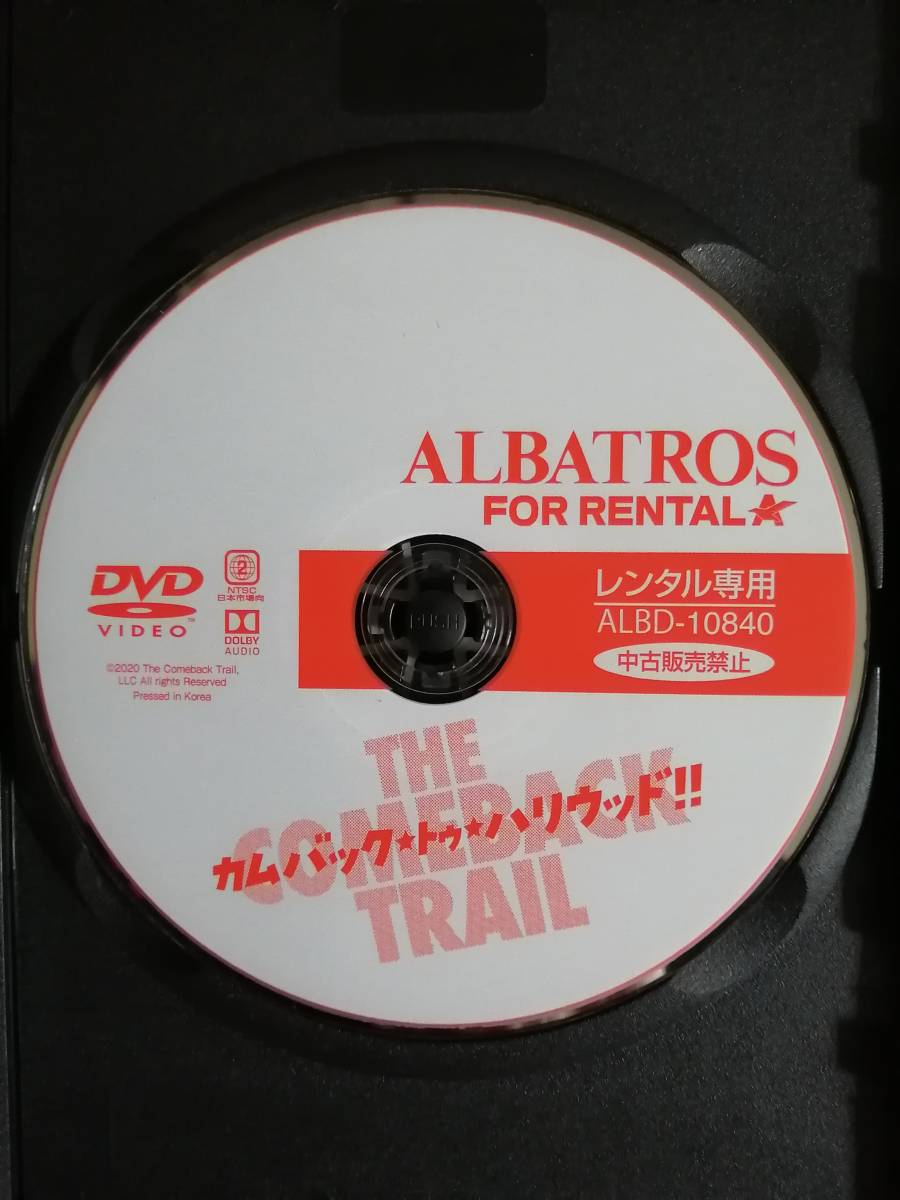 ALBATROS
FOR RENTAL
レンタル専用
ALBD-10840
中古販売禁止
DVD
VIDEO
TM
2
NTSC
日本市場向
DOLBY
AUDIO
©2020 The Comeback Trail,
LLC All rights Reserved
Pressed in Korea
PUSH
THE
COMEBACK
TRAIL
カムバック★トゥ★ハリウッド!!